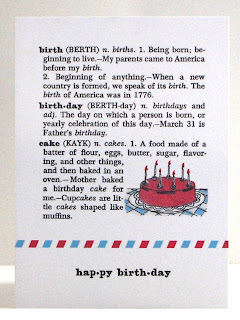 birth (BERTH) n. births. 1. Being born; be-
ginning to live.—My parents came to America
before my birth.
2. Beginning of anything.—When a new
country is formed, we speak of its birth. The
birth of America was in 1776.
birth·day (BERTH-day) n. birthdays and
adj. The day on which a person is born, or
yearly celebration of this day.—March 31 is
Father's birthday.
cake (KAYK) n. cakes. 1. A food made of a
batter of flour, eggs, butter, sugar, flavor-
ing, and other things,
and then baked in an
oven.—Mother baked
a birthday cake for
me.—Cupcakes are lit-
tle cakes shaped like
muffins.
hap·py birth·day